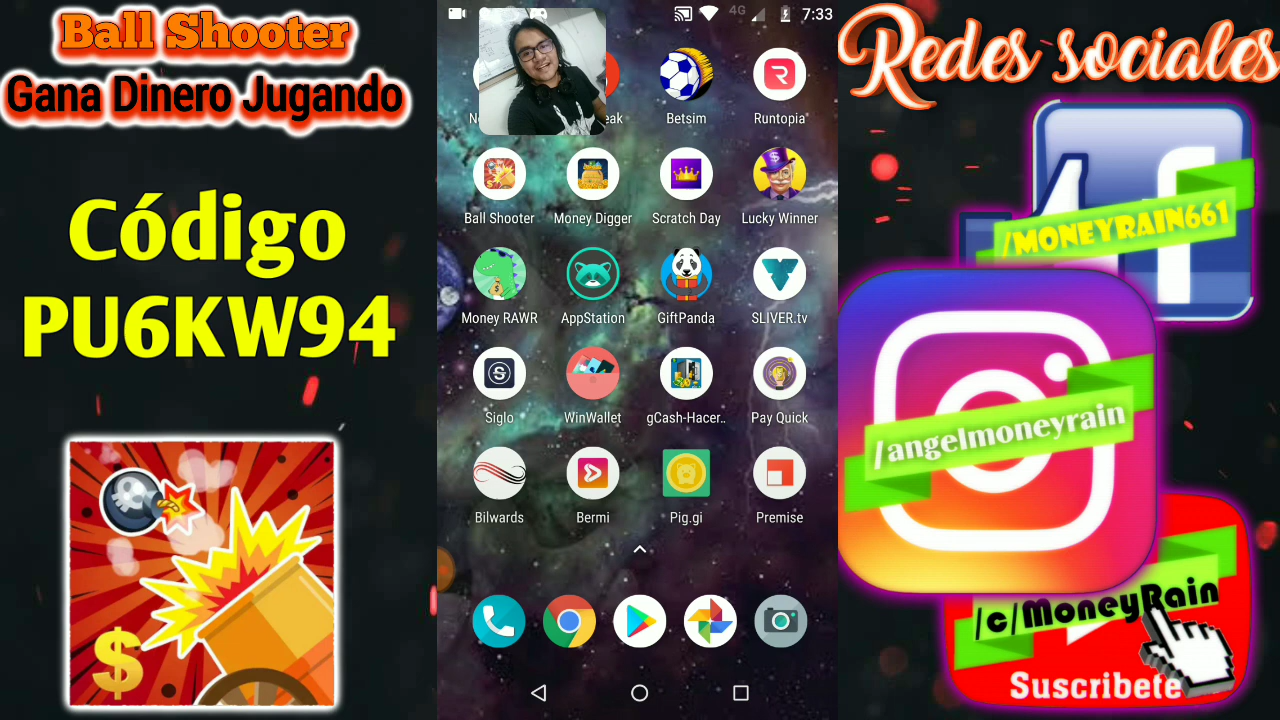 Ball Shooter
Gana Dinero Jugando
Código
PU6KW94
$
4G 7:33
Betsim Runtopia
Ball Shooter Money Digger Scratch Day Lucky Winner
Money RAWR AppStation GiftPanda SLIVER.tv
Siglo WinWallet gCash-Hacer.. Pay Quick
Bilwards Bermi Pig.gi Premise
Redes sociales
/MONEYRAIN661
/angelmoneyrain
/c/MoneyRain
Suscribete